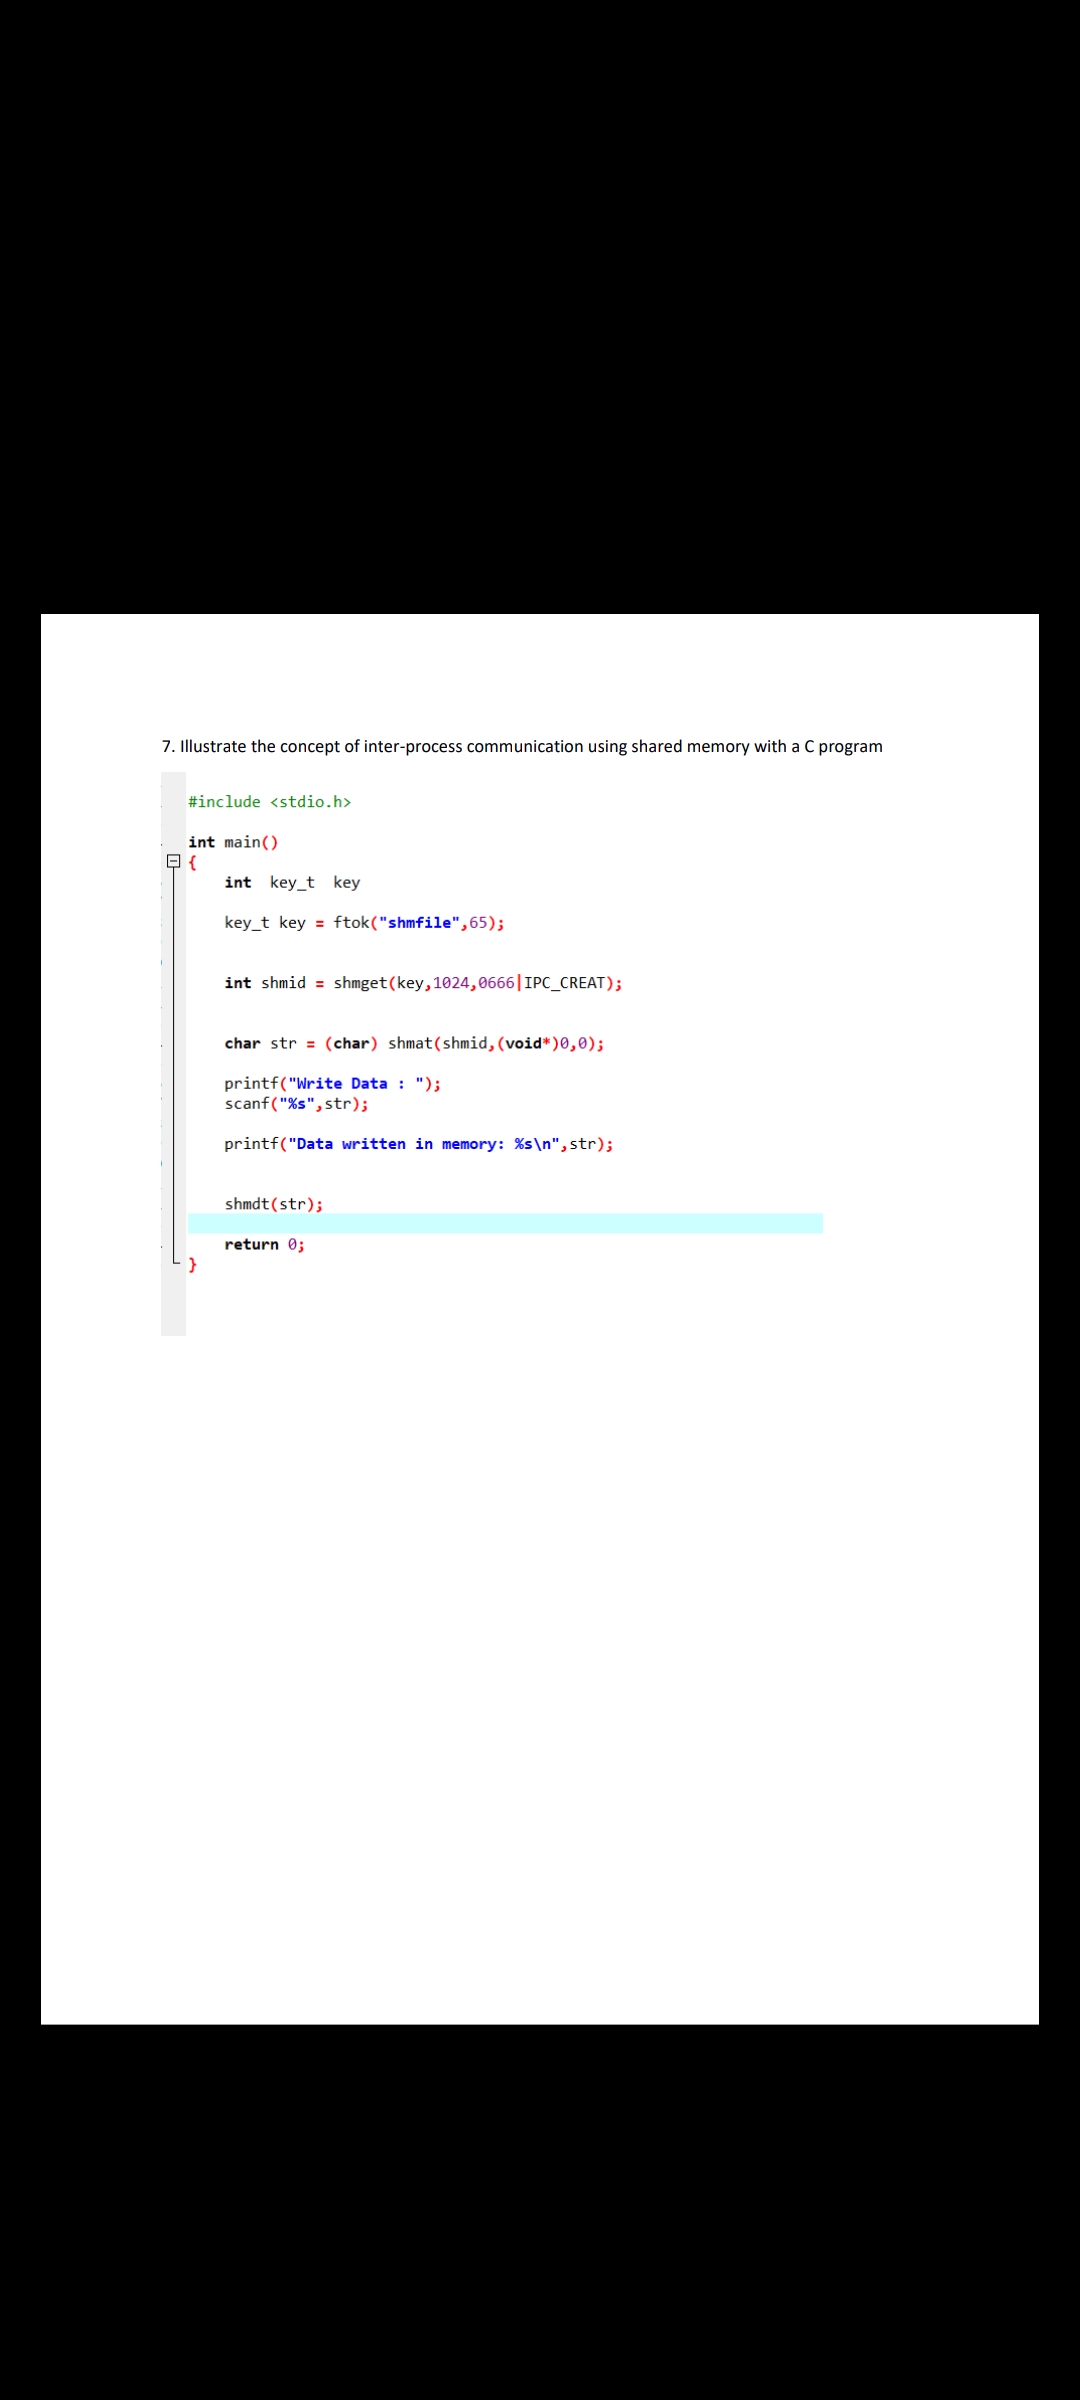 7. Illustrate the concept of inter-process communication using shared memory with a C program
#include <stdio.h>
int main()
{
int  key_t  key
key_t key = ftok("shmfile",65);
int shmid = shmget(key,1024,0666|IPC_CREAT);
char str = (char) shmat(shmid,(void*)0,0);
printf("Write Data : ");
scanf("%s",str);
printf("Data written in memory: %s\n",str);
shmdt(str);
return 0;
}